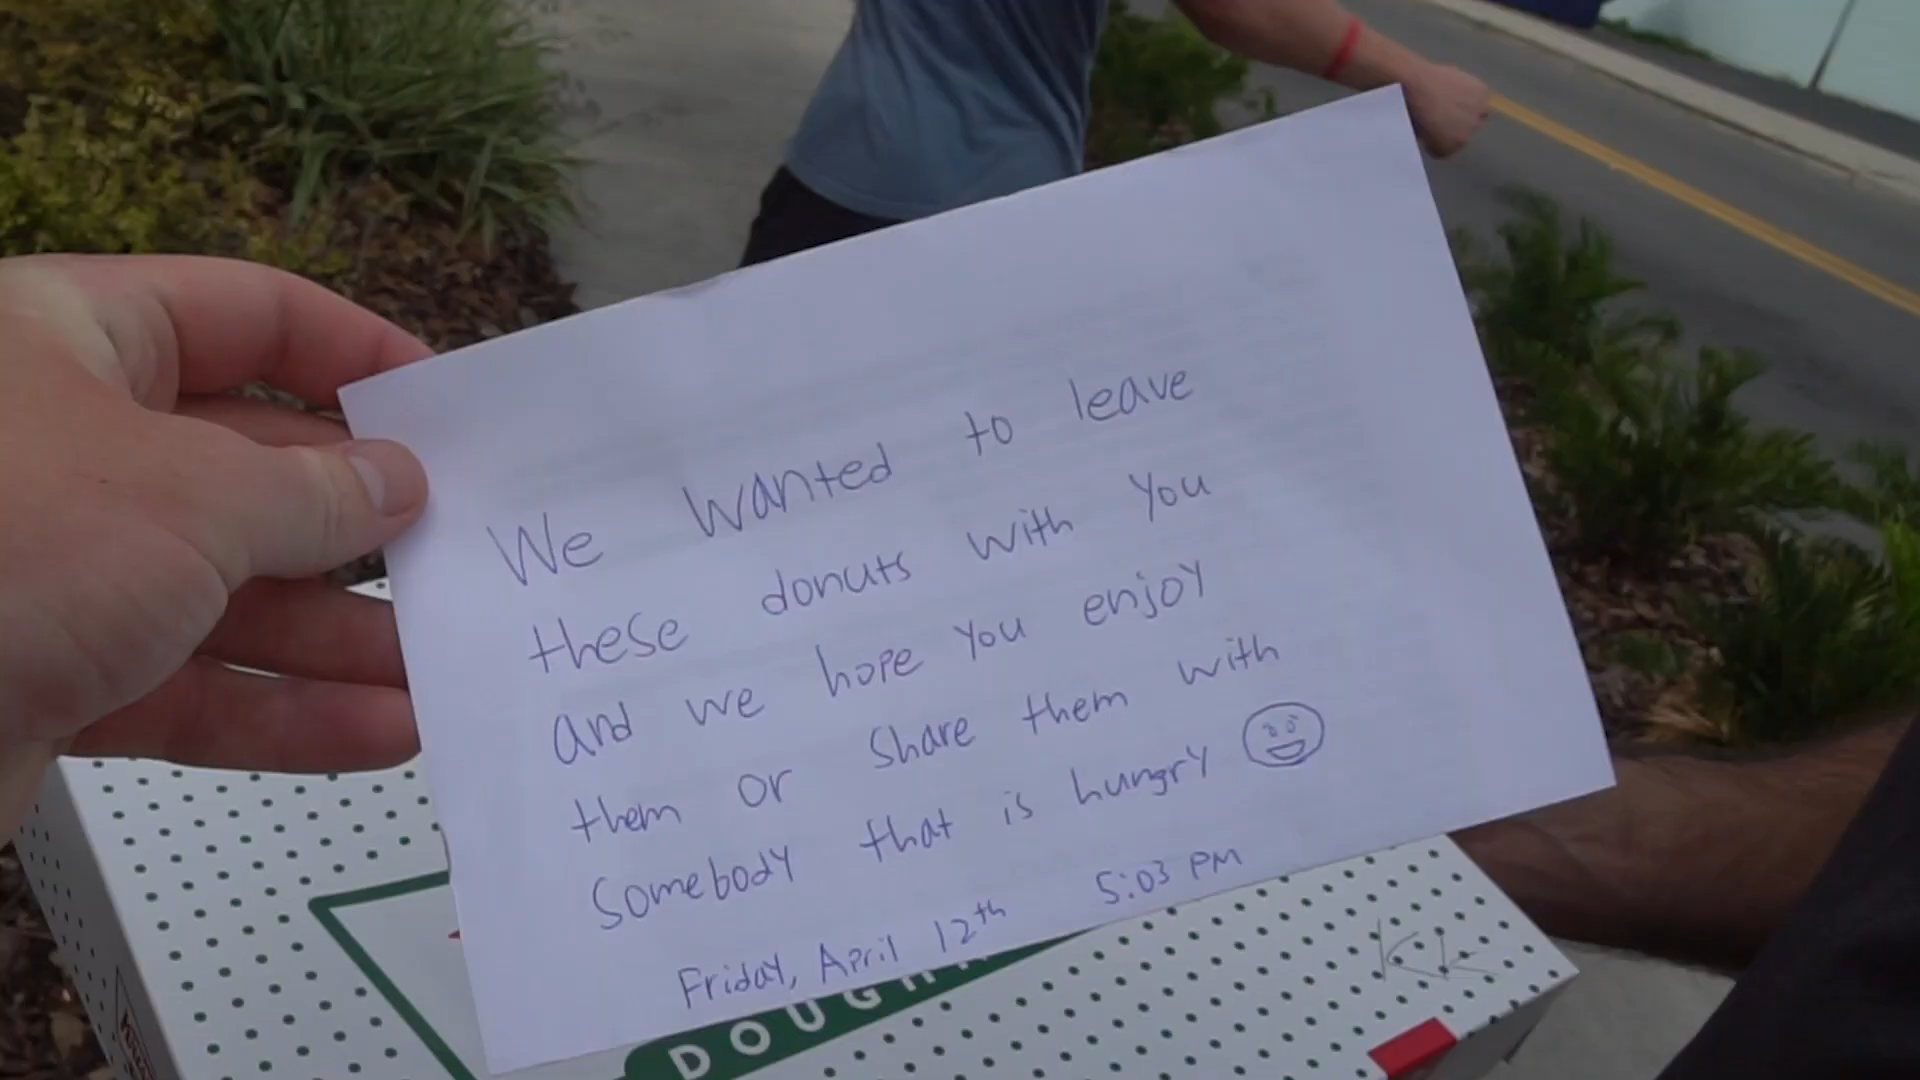 We wanted to leave
these donuts with you
and we hope you enjoy
them or share them with
somebody that is hungry
Friday, April 12th 5:03 PM
KK